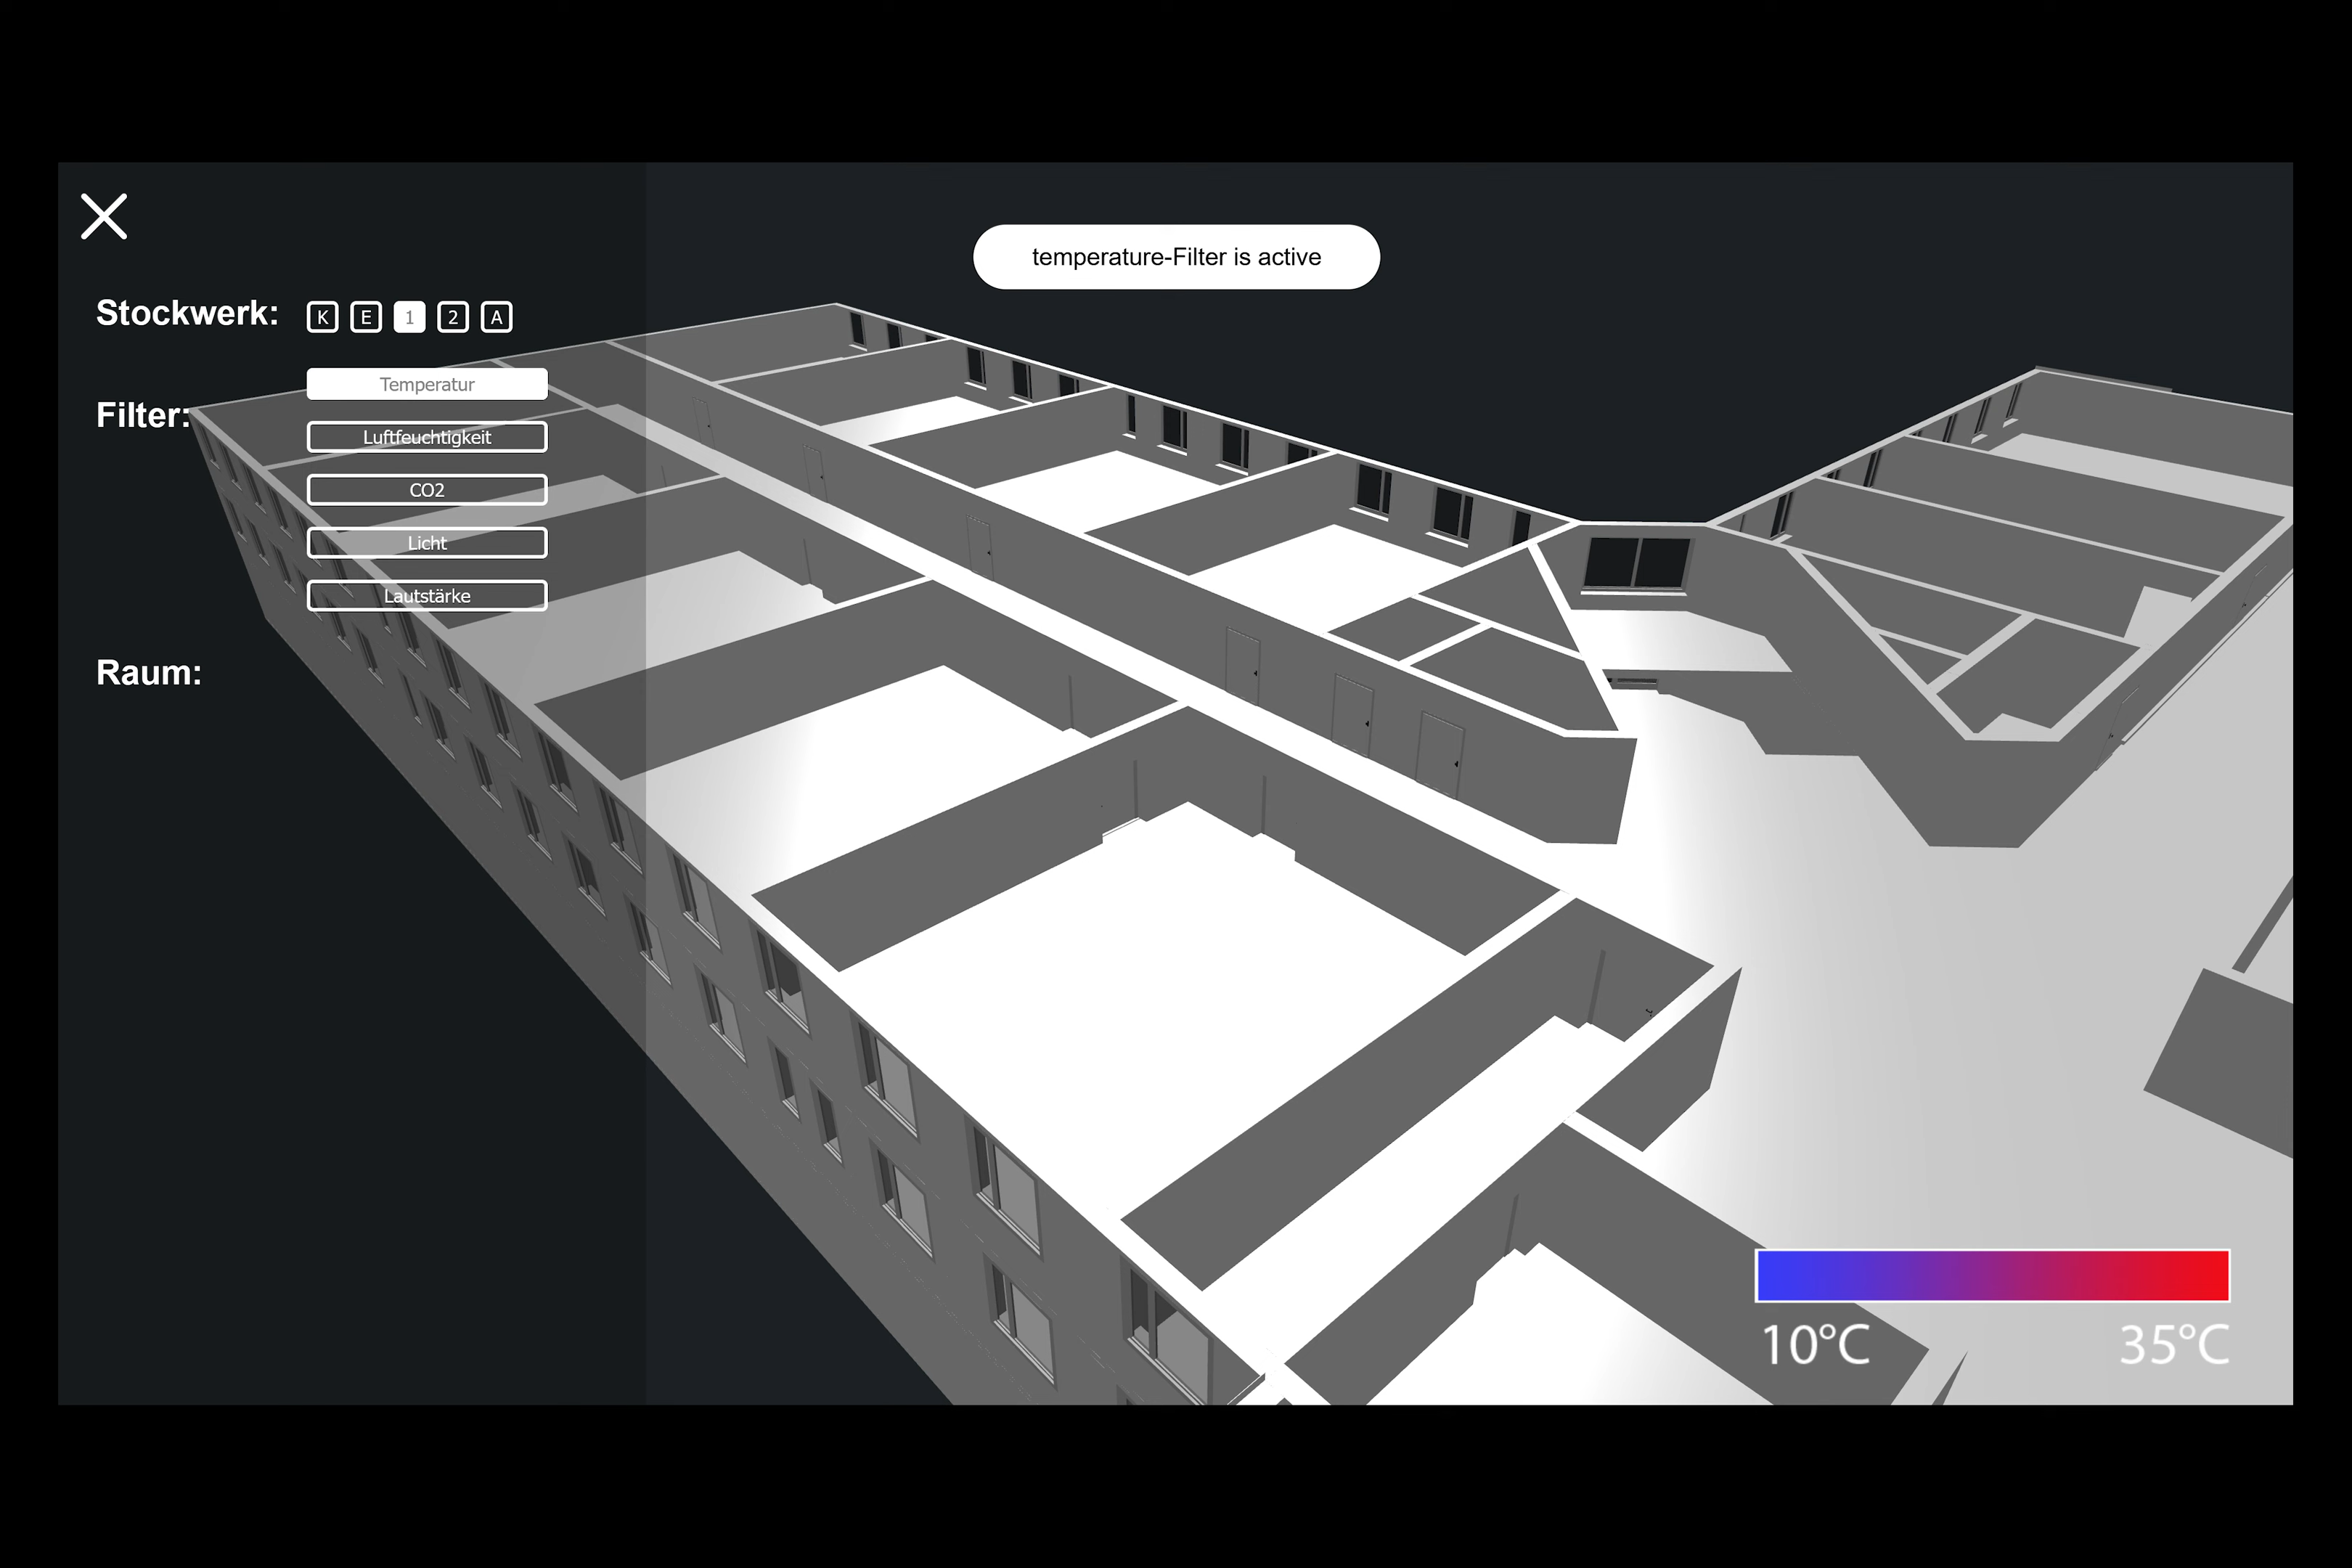 temperature-Filter is active
Stockwerk: K E 1 2 A
Filter:
Temperatur
Luftfeuchtigkeit
CO2
Licht
Lautstärke
Raum:
10°C 35°C